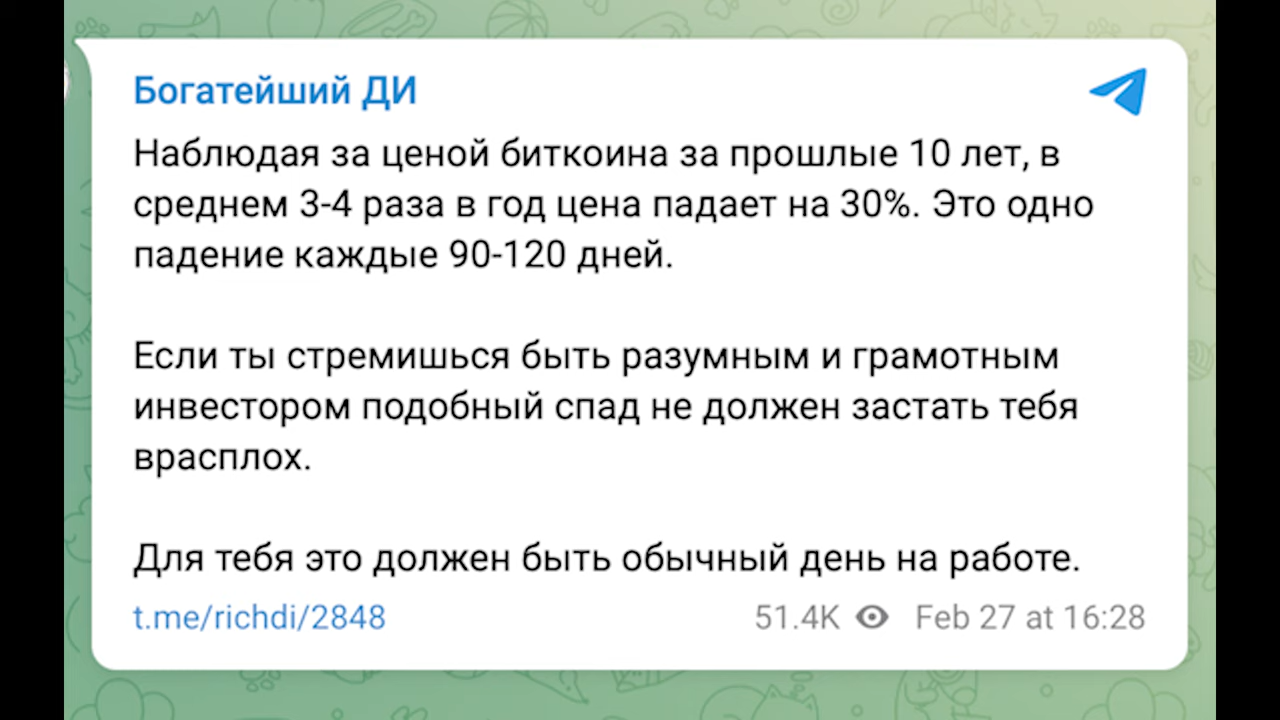 Богатейший ДИ
Наблюдая за ценой биткоина за прошлые 10 лет, в
среднем 3-4 раза в год цена падает на 30%. Это одно
падение каждые 90-120 дней.
Если ты стремишься быть разумным и грамотным
инвестором подобный спад не должен застать тебя
врасплох.
Для тебя это должен быть обычный день на работе.
t.me/richdi/2848 51.4K Feb 27 at 16:28